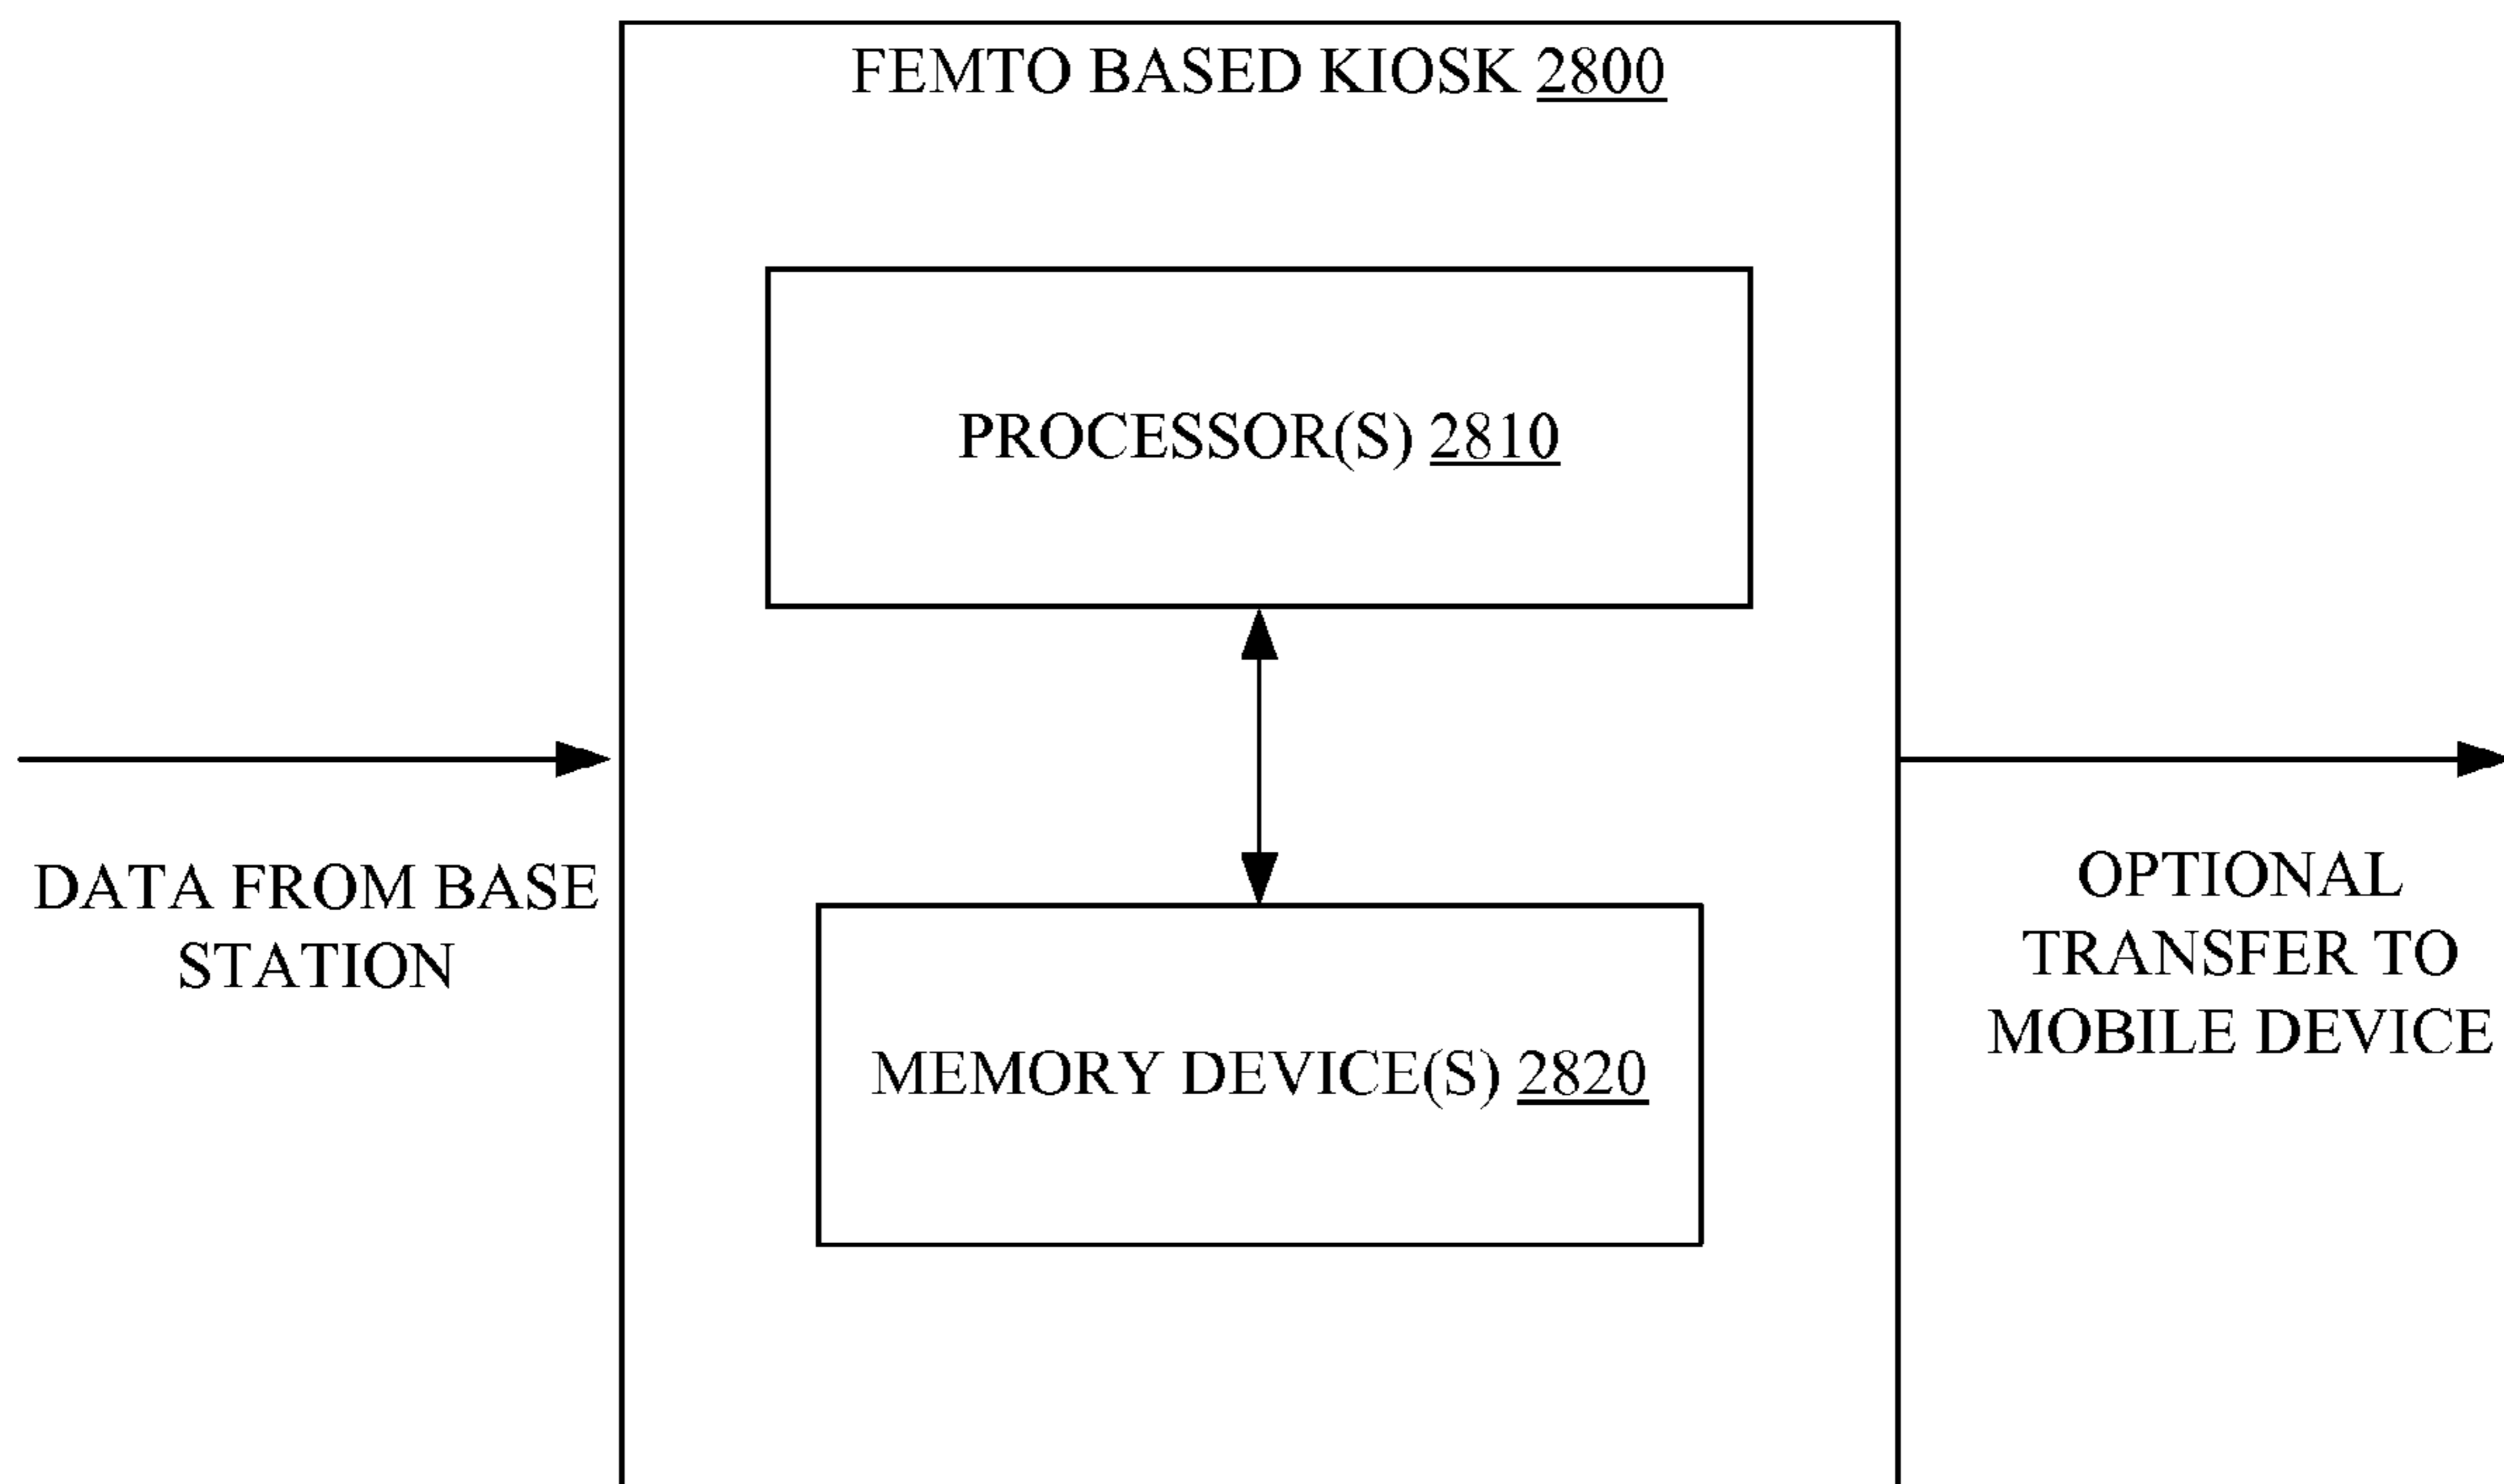 FEMTO BASED KIOSK 2800
PROCESSOR(S) 2810
DATA FROM BASE
STATION
OPTIONAL
TRANSFER TO
MOBILE DEVICE
MEMORY DEVICE(S) 2820